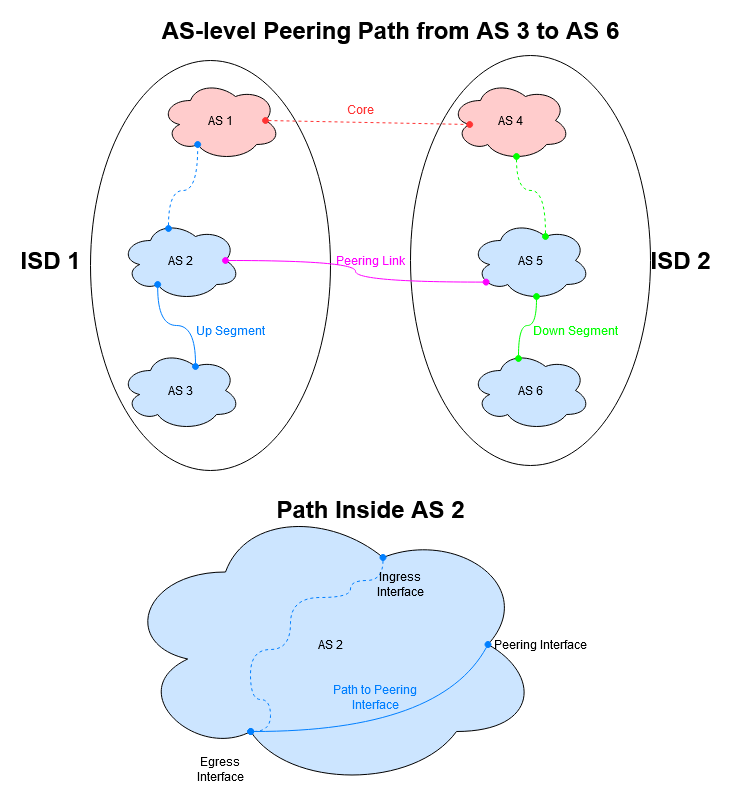 AS-level Peering Path from AS 3 to AS 6
AS 1
Core
AS 4
ISD 1
AS 2
Peering Link
AS 5
ISD 2
Up Segment
Down Segment
AS 3
AS 6
Path Inside AS 2
Ingress
Interface
AS 2
Peering Interface
Path to Peering
Interface
Egress
Interface